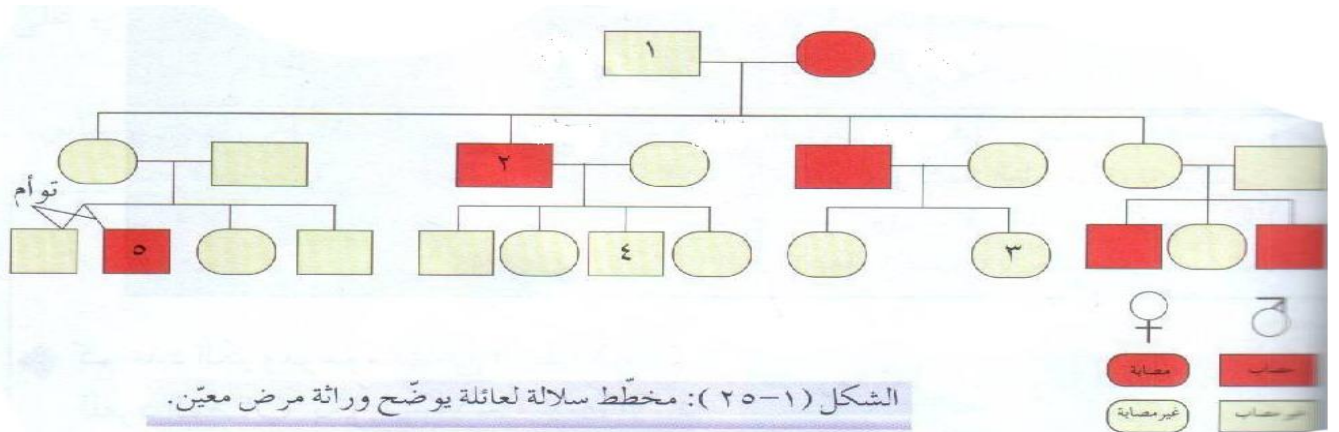 ١
٢
توأم
٥
٤
٣
مصابة
مصاب
غير مصابة
غير مصاب
الشكل (١-٢٥): مخطّط سلالة لعائلة يوضّح وراثة مرض معيّن.